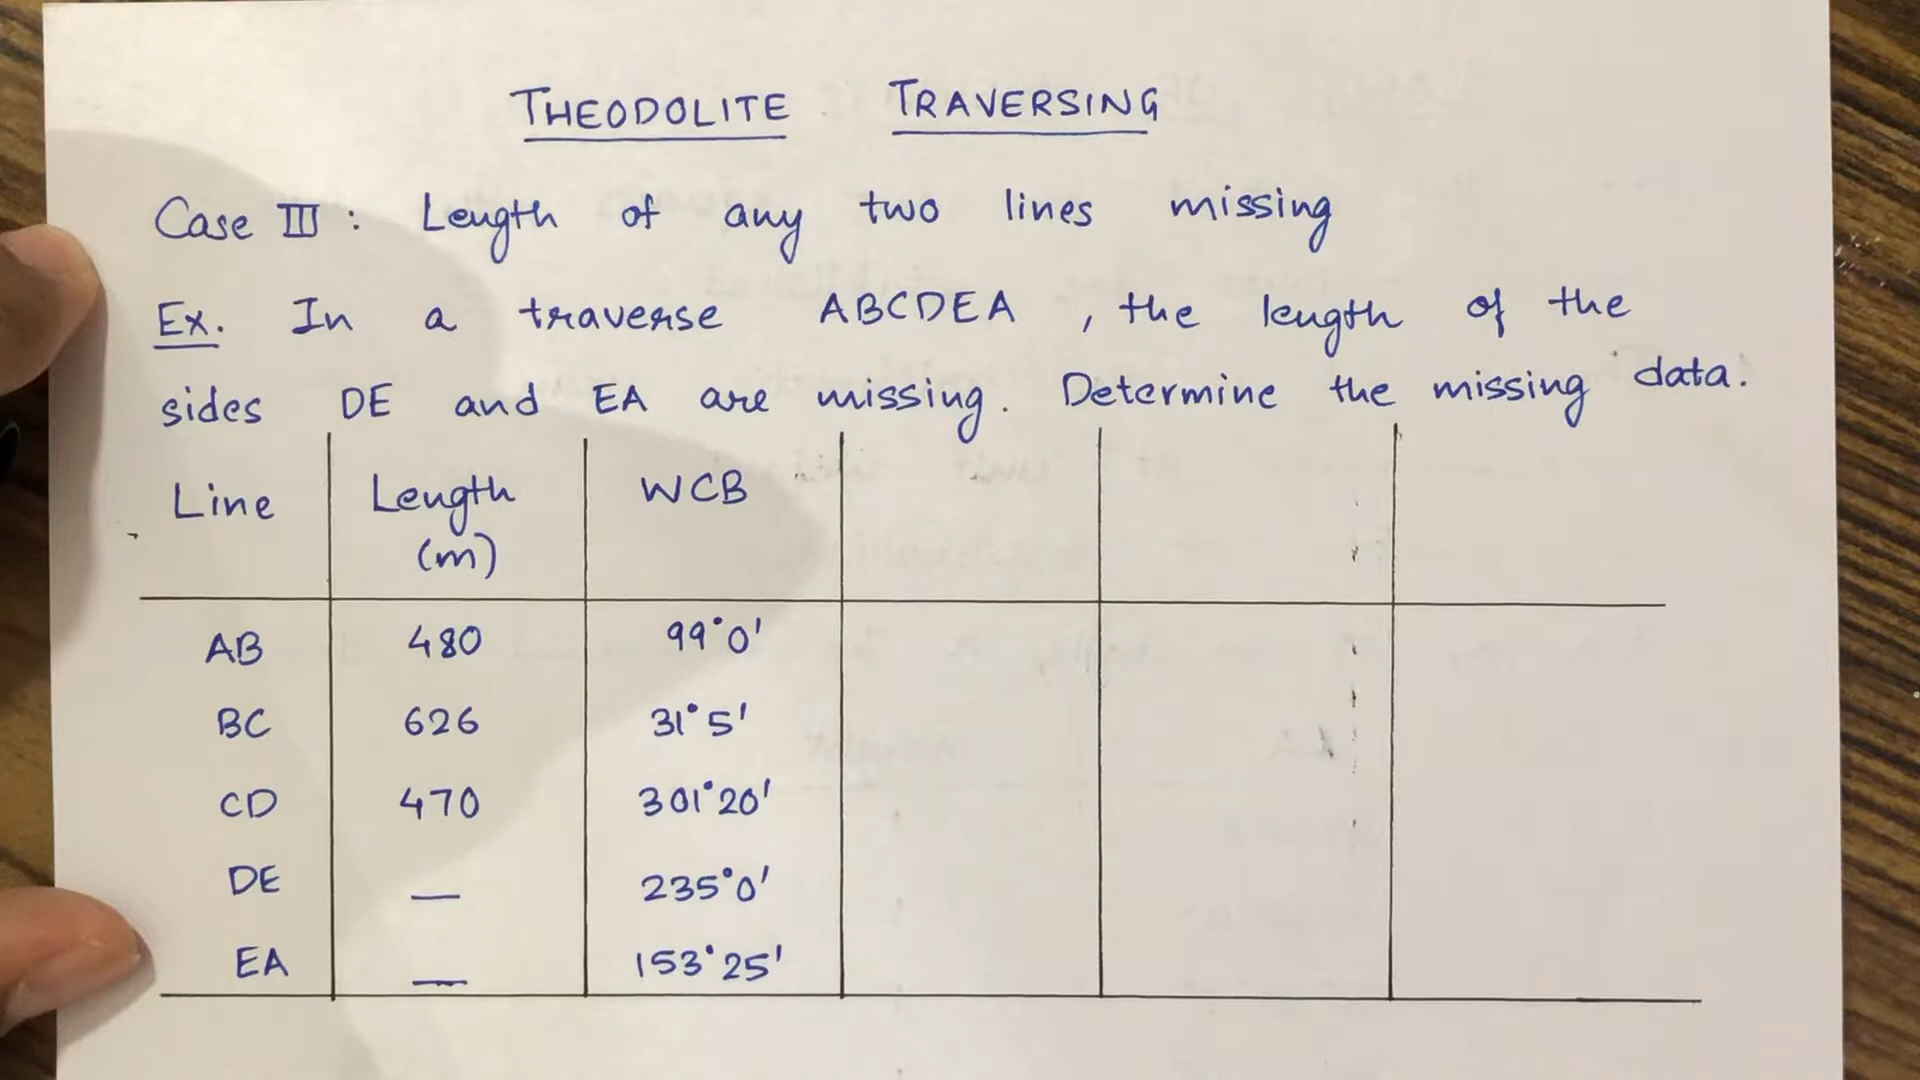 THEODOLITE TRAVERSING
Case III : Length of any two lines missing
Ex. In a traverse ABCDEA , the length of the
sides DE and EA are missing. Determine the missing data.
Line Length (m) WCB
AB 480 99°0'
BC 626 31°5'
CD 470 301°20'
DE — 235°0'
EA — 153°25'